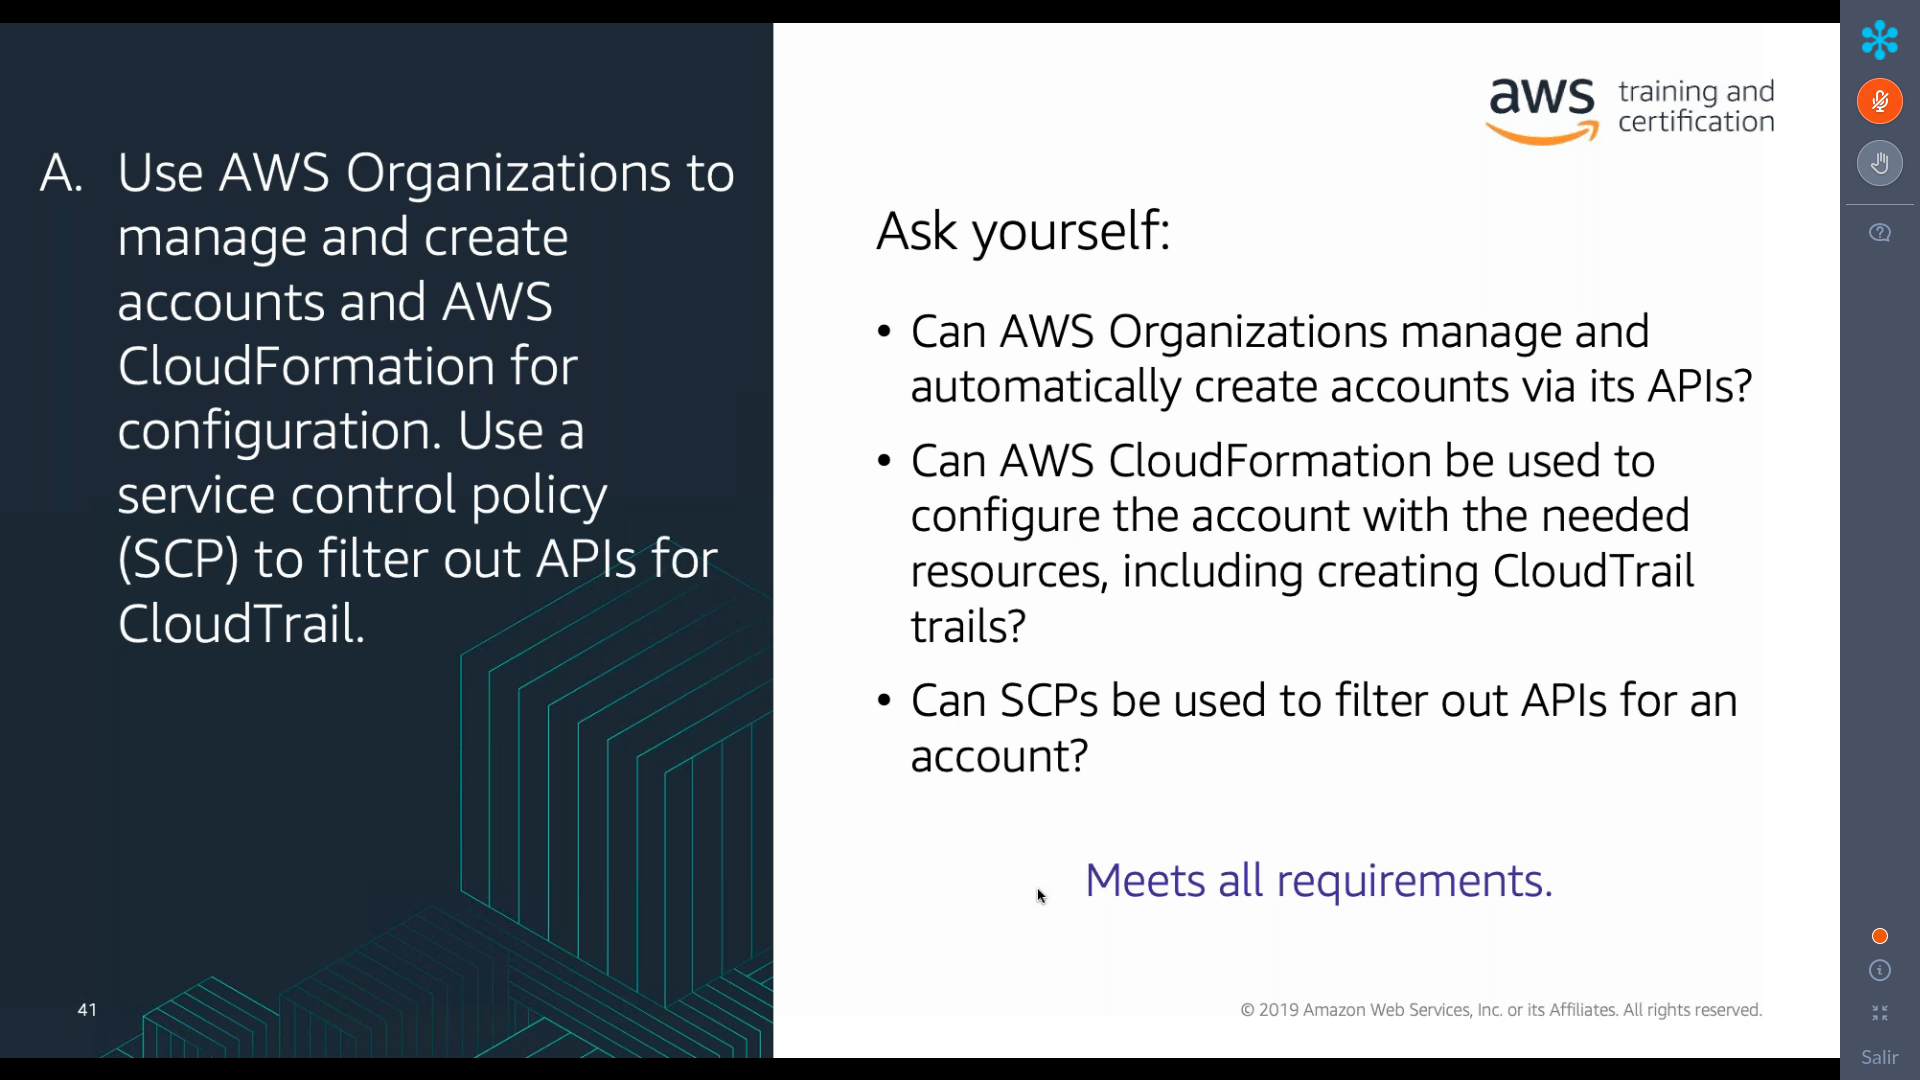 A. Use AWS Organizations to
manage and create
accounts and AWS
CloudFormation for
configuration. Use a
service control policy
(SCP) to filter out APIs for
CloudTrail.
41
aws training and
certification
Ask yourself:
• Can AWS Organizations manage and
automatically create accounts via its APIs?
• Can AWS CloudFormation be used to
configure the account with the needed
resources, including creating CloudTrail
trails?
• Can SCPs be used to filter out APIs for an
account?
Meets all requirements.
© 2019 Amazon Web Services, Inc. or its Affiliates. All rights reserved.
Salir